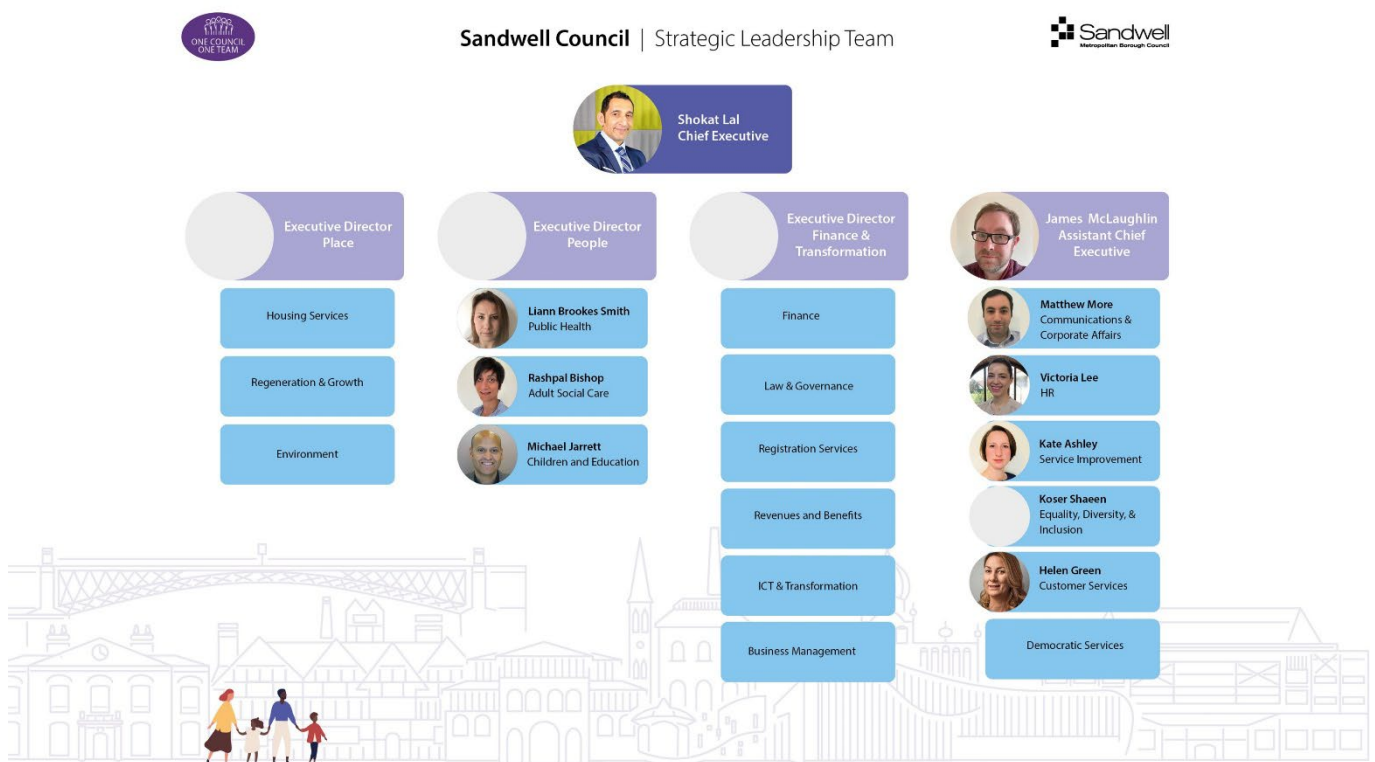 ONE COUNCIL
ONE TEAM
Sandwell Council | Strategic Leadership Team
Sandwell
Metropolitan Borough Council
Shokat Lal
Chief Executive
Executive Director
Place
Housing Services
Regeneration & Growth
Environment
Executive Director
People
Liann Brookes Smith
Public Health
Rashpal Bishop
Adult Social Care
Michael Jarrett
Children and Education
Executive Director
Finance &
Transformation
Finance
Law & Governance
Registration Services
Revenues and Benefits
ICT & Transformation
Business Management
James McLaughlin
Assistant Chief
Executive
Matthew More
Communications &
Corporate Affairs
Victoria Lee
HR
Kate Ashley
Service Improvement
Koser Shaeen
Equality, Diversity, &
Inclusion
Helen Green
Customer Services
Democratic Services